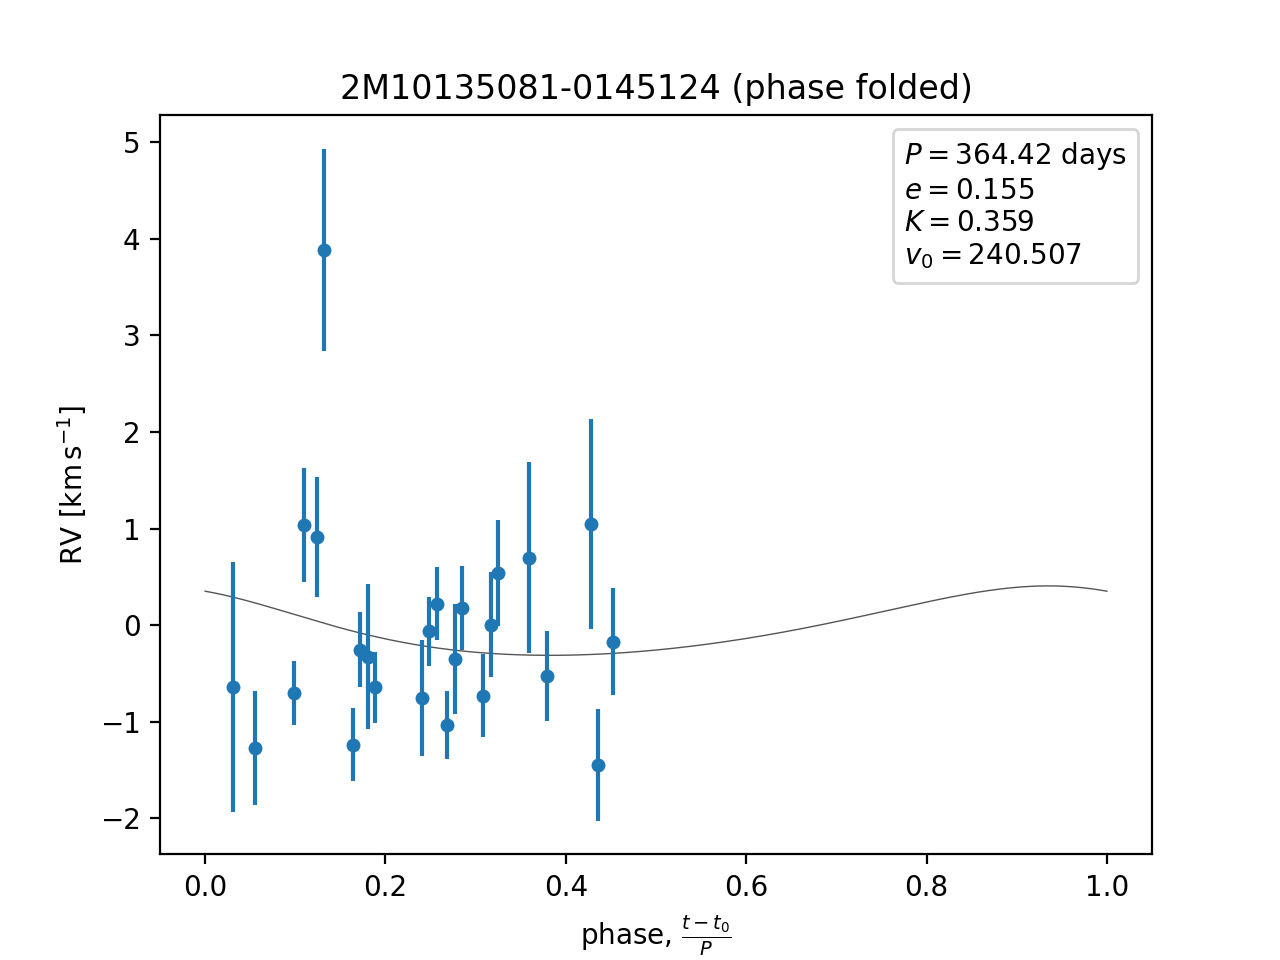 2M10135081-0145124 (phase folded)
P = 364.42 days
e = 0.155
K = 0.359
v₀ = 240.507
5
4
3
2
1
0
−1
−2
RV [km s⁻¹]
0.0 0.2 0.4 0.6 0.8 1.0
phase, (t − t₀)/P